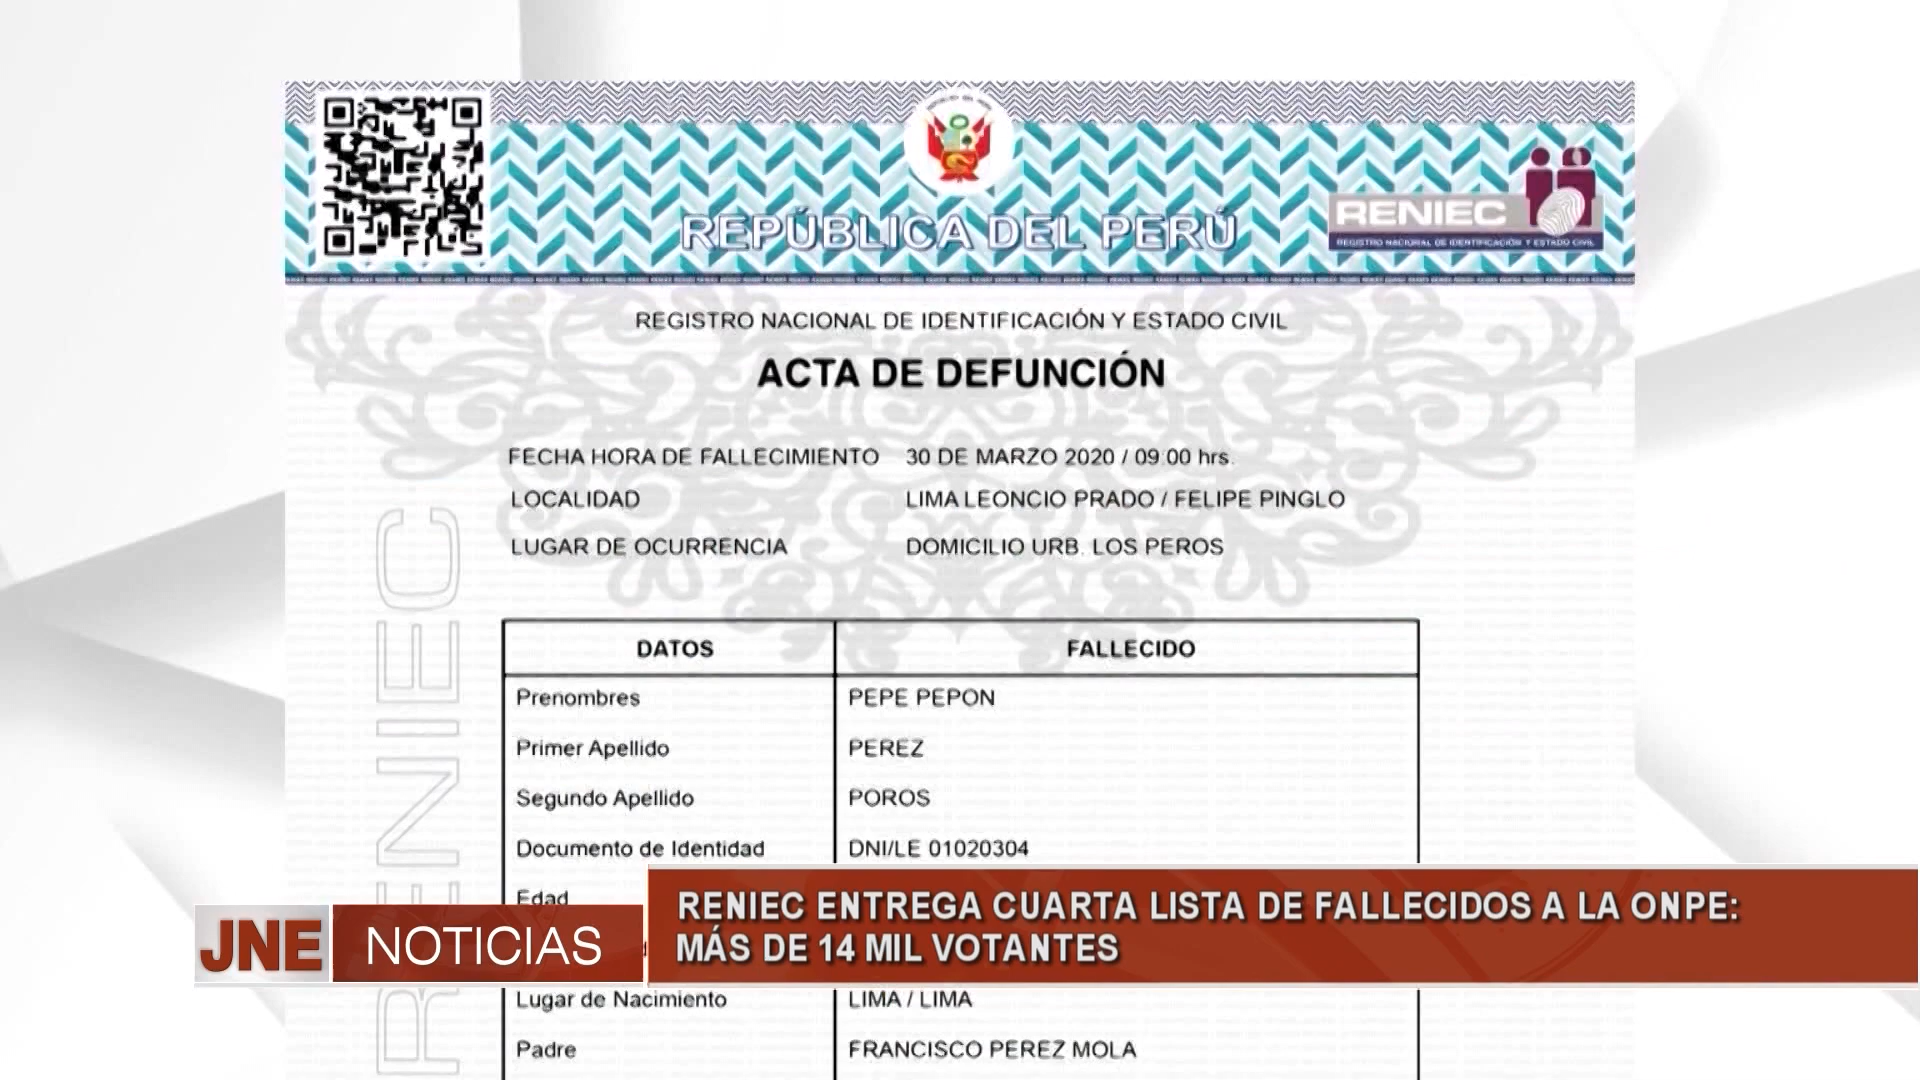 REPÚBLICA DEL PERÚ
RENIEC
REGISTRO NACIONAL DE IDENTIFICACIÓN Y ESTADO CIVIL
REGISTRO NACIONAL DE IDENTIFICACIÓN Y ESTADO CIVIL
ACTA DE DEFUNCIÓN
FECHA HORA DE FALLECIMIENTO 30 DE MARZO 2020 / 09:00 hrs.
LOCALIDAD LIMA LEONCIO PRADO / FELIPE PINGLO
LUGAR DE OCURRENCIA DOMICILIO URB. LOS PEROS
RENIEC
DATOS FALLECIDO
Prenombres PEPE PEPON
Primer Apellido PEREZ
Segundo Apellido POROS
Documento de Identidad DNI/LE 01020304
Edad
JNE NOTICIAS
RENIEC ENTREGA CUARTA LISTA DE FALLECIDOS A LA ONPE:
MÁS DE 14 MIL VOTANTES
Lugar de Nacimiento LIMA / LIMA
Padre FRANCISCO PEREZ MOLA